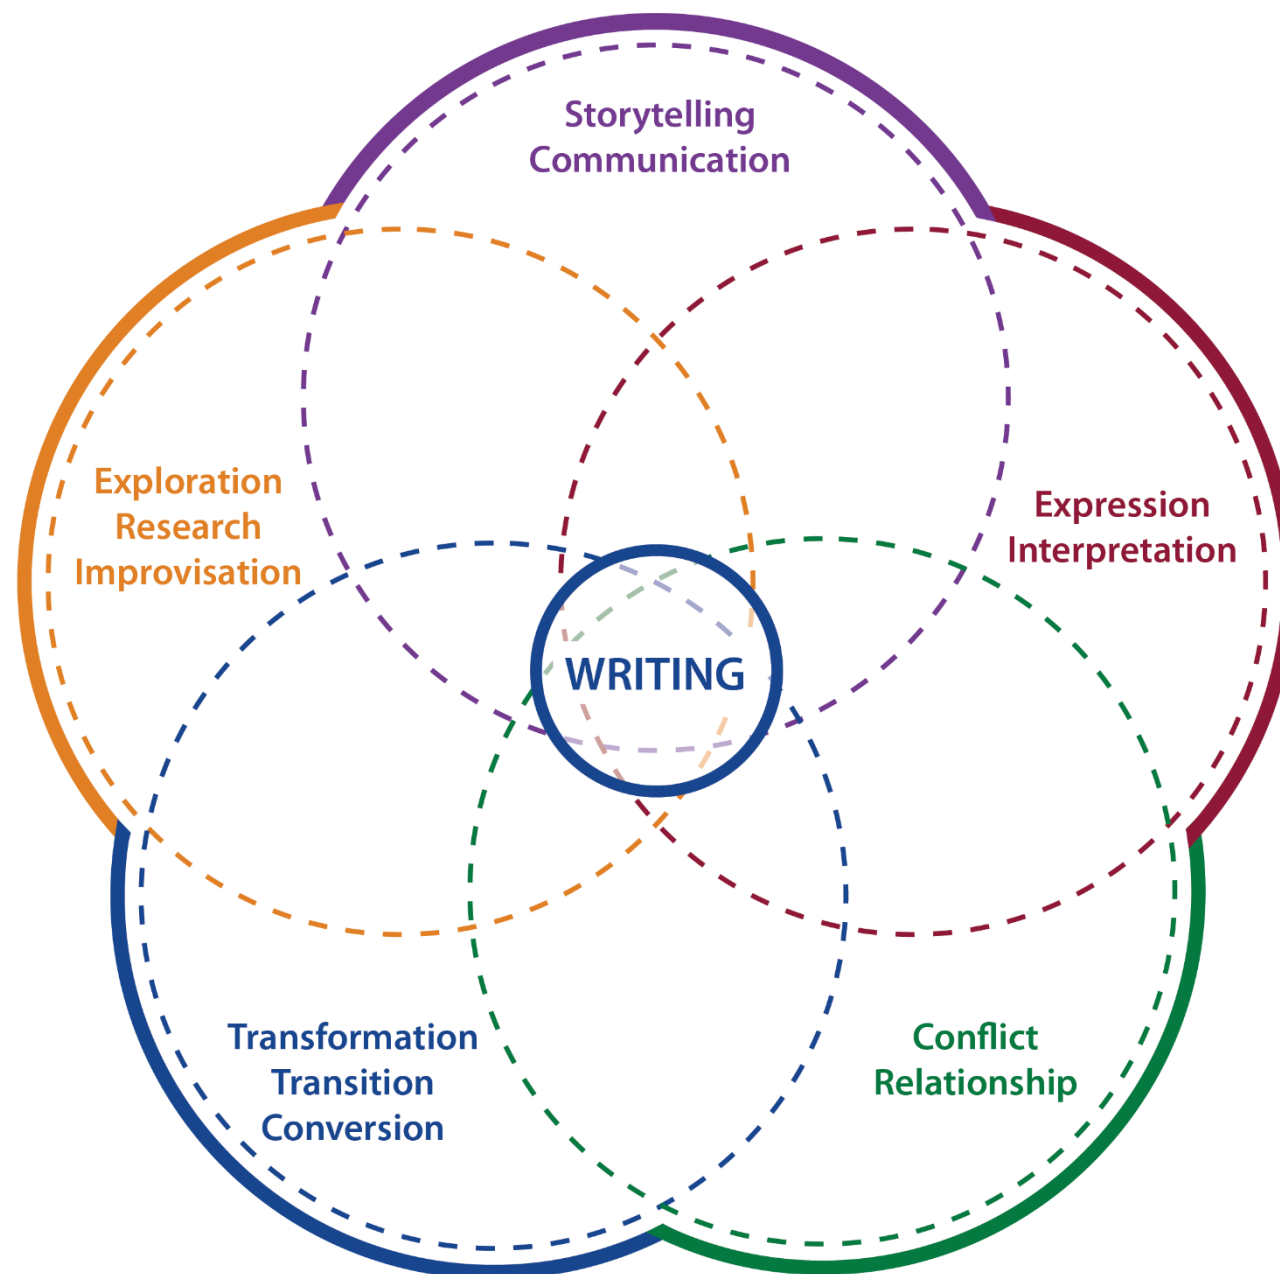 Storytelling
Communication
Exploration
Research
Improvisation
Expression
Interpretation
WRITING
Transformation
Transition
Conversion
Conflict
Relationship